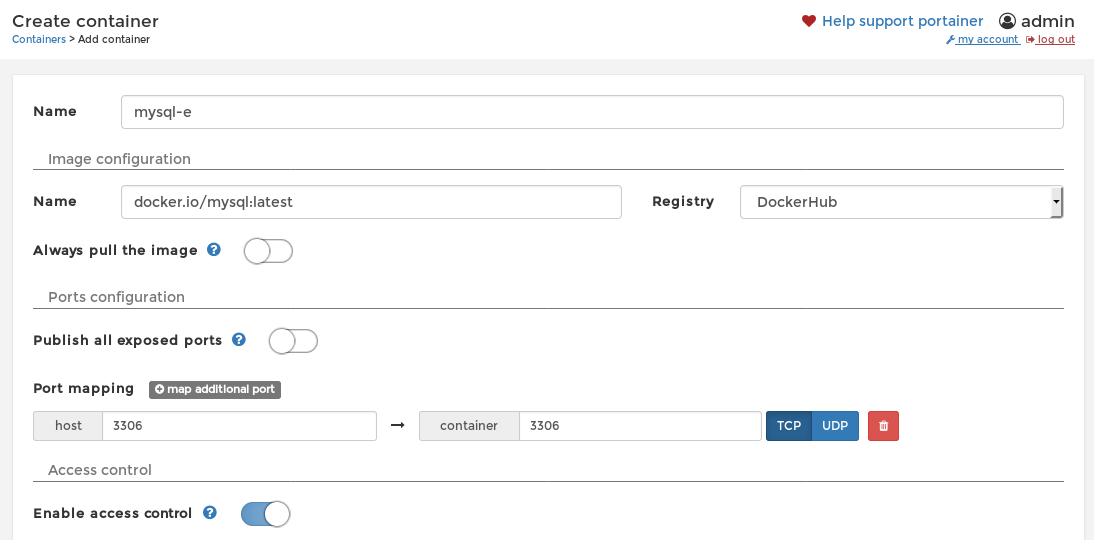 Create container
Help support portainer admin
Containers > Add container
my account log out
Name mysql-e
Image configuration
Name docker.io/mysql:latest Registry DockerHub
Always pull the image ?
Ports configuration
Publish all exposed ports ?
Port mapping map additional port
host 3306 → container 3306 TCP UDP
Access control
Enable access control ?